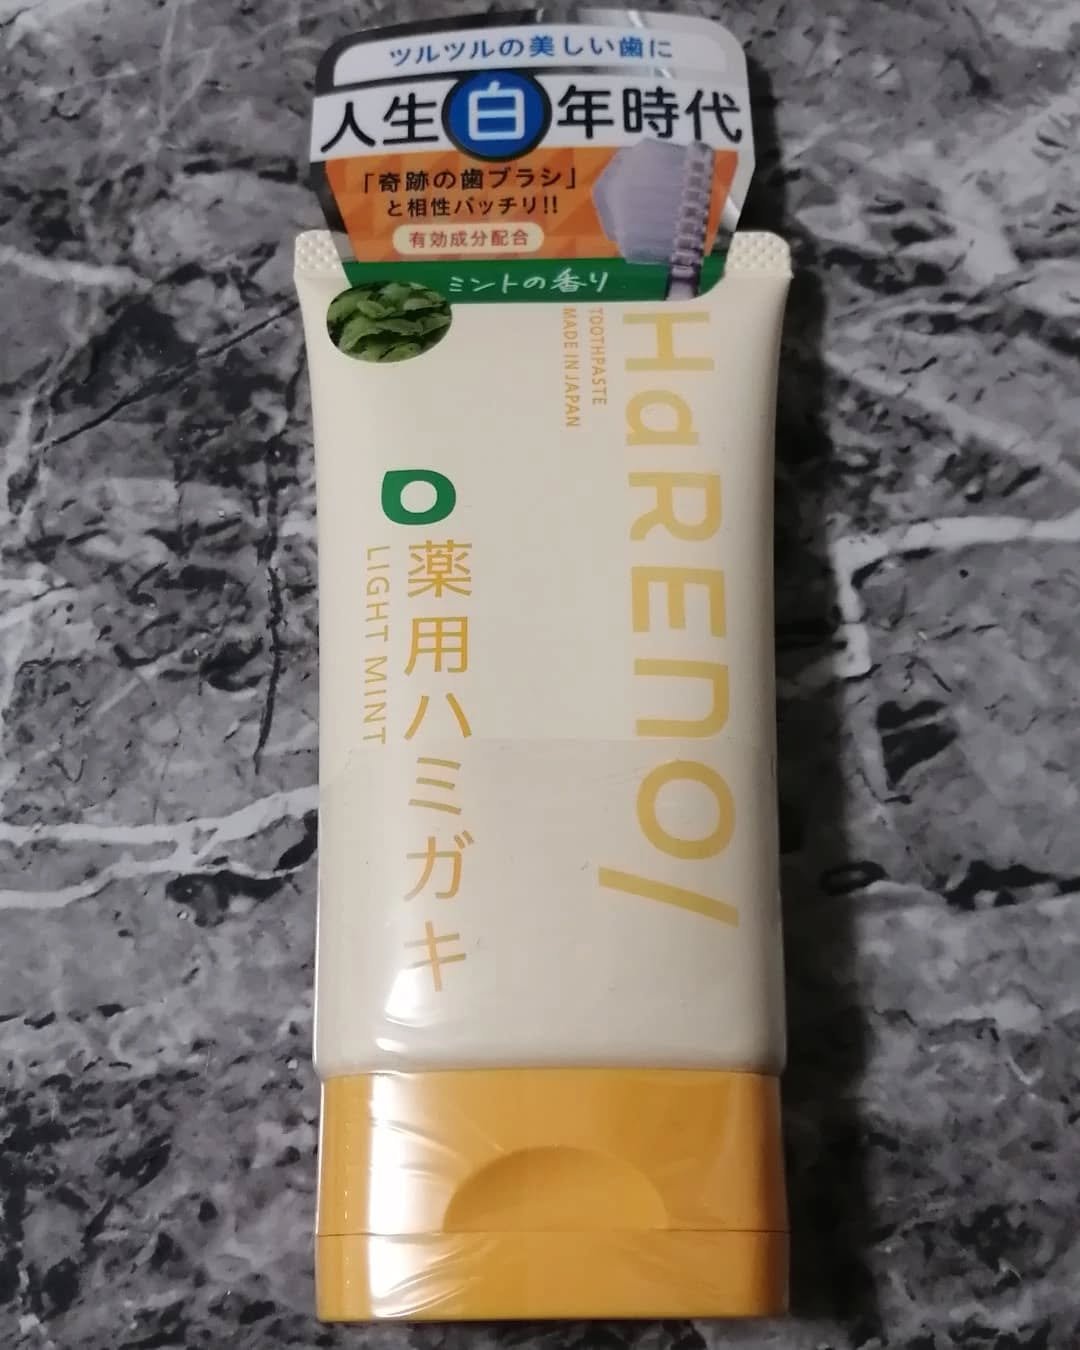 ツルツルの美しい歯に
人生白年時代
「奇跡の歯ブラシ」
と相性バッチリ!!
有効成分配合
ミントの香り
HaREnO/
TOOTHPASTE
MADE IN JAPAN
薬用ハミガキ
LIGHT MINT